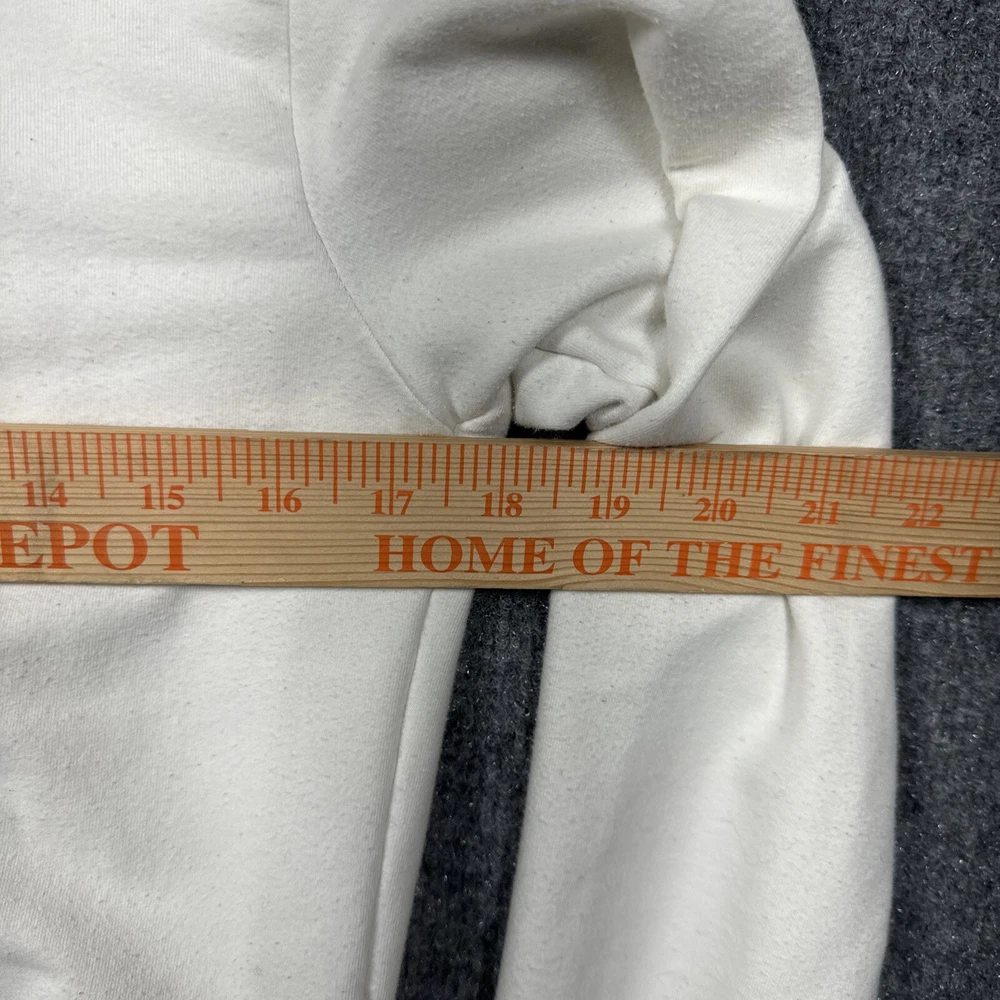 14 15 16 17 18 19 20 21 22
EPOT HOME OF THE FINEST